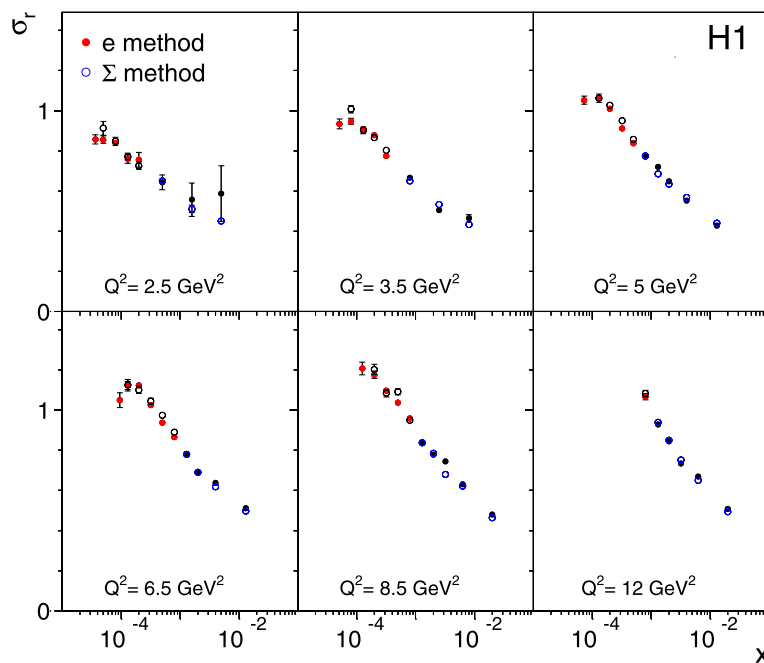 σr
H1
e method
Σ method
1
Q²= 2.5 GeV²
Q²= 3.5 GeV²
Q²= 5 GeV²
0
1
Q²= 6.5 GeV²
Q²= 8.5 GeV²
Q²= 12 GeV²
0
10⁻⁴ 10⁻² 10⁻⁴ 10⁻² 10⁻⁴ 10⁻²
x